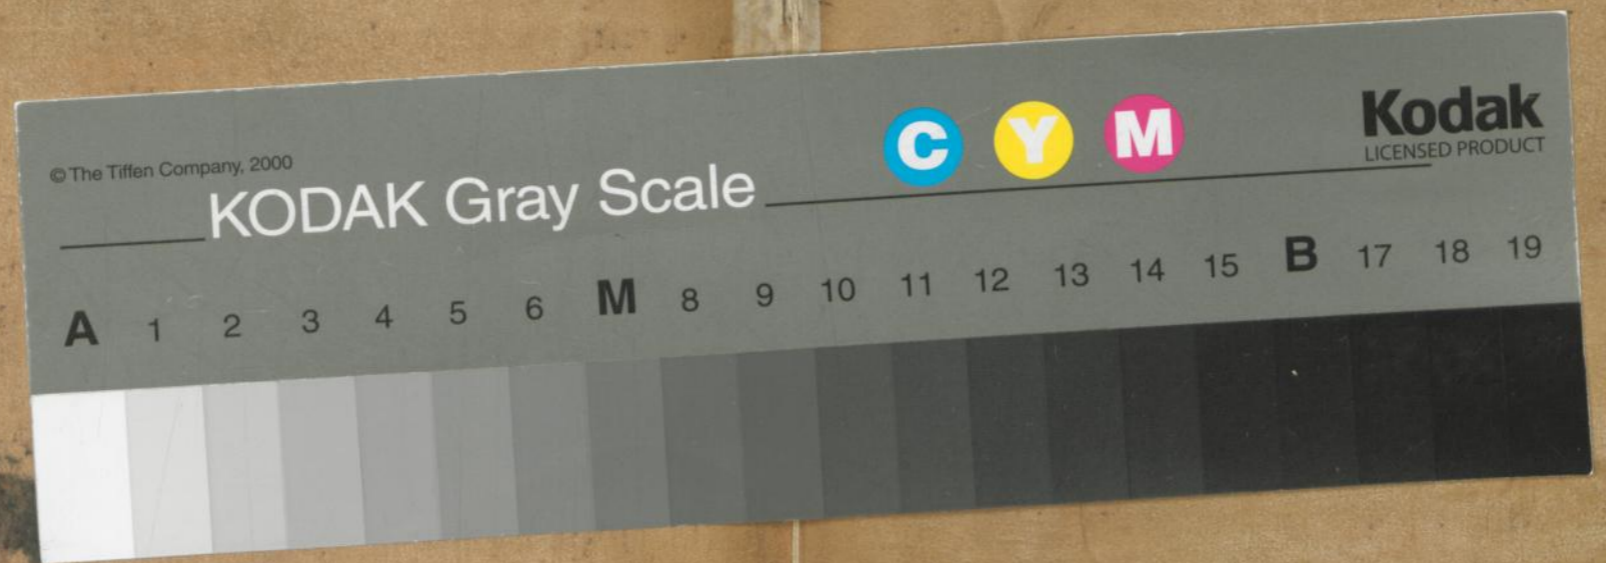 © The Tiffen Company, 2000
KODAK Gray Scale
C Y M
Kodak
LICENSED PRODUCT
A 1 2 3 4 5 6 M 8 9 10 11 12 13 14 15 B 17 18 19